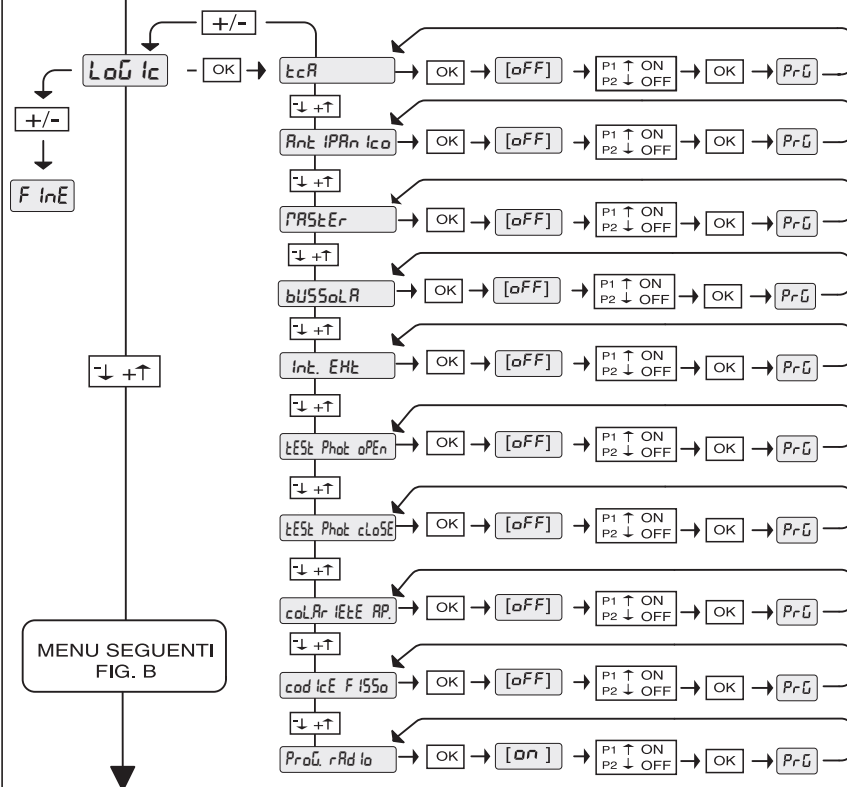 +/-
LoG Ic - OK tcA OK [oFF] P1 ↑ ON OK PrG
P2 ↓ OFF
+/-
-↓ +↑
AntIPAnIco OK [oFF] P1 ↑ ON OK PrG
P2 ↓ OFF
FInE
-↓ +↑
MAStEr OK [oFF] P1 ↑ ON OK PrG
P2 ↓ OFF
-↓ +↑
bUSSoLA OK [oFF] P1 ↑ ON OK PrG
P2 ↓ OFF
-↓ +↑
-↓ +↑
Int. EHt OK [oFF] P1 ↑ ON OK PrG
P2 ↓ OFF
-↓ +↑
tESt Phot oPEn OK [oFF] P1 ↑ ON OK PrG
P2 ↓ OFF
-↓ +↑
tESt Phot cLoSE OK [oFF] P1 ↑ ON OK PrG
P2 ↓ OFF
-↓ +↑
coL.ArIEtE AP. OK [oFF] P1 ↑ ON OK PrG
P2 ↓ OFF
MENU SEGUENTI
FIG. B
-↓ +↑
codIcE FISSo OK [oFF] P1 ↑ ON OK PrG
P2 ↓ OFF
-↓ +↑
ProG. rAdIo OK [on ] P1 ↑ ON OK PrG
P2 ↓ OFF